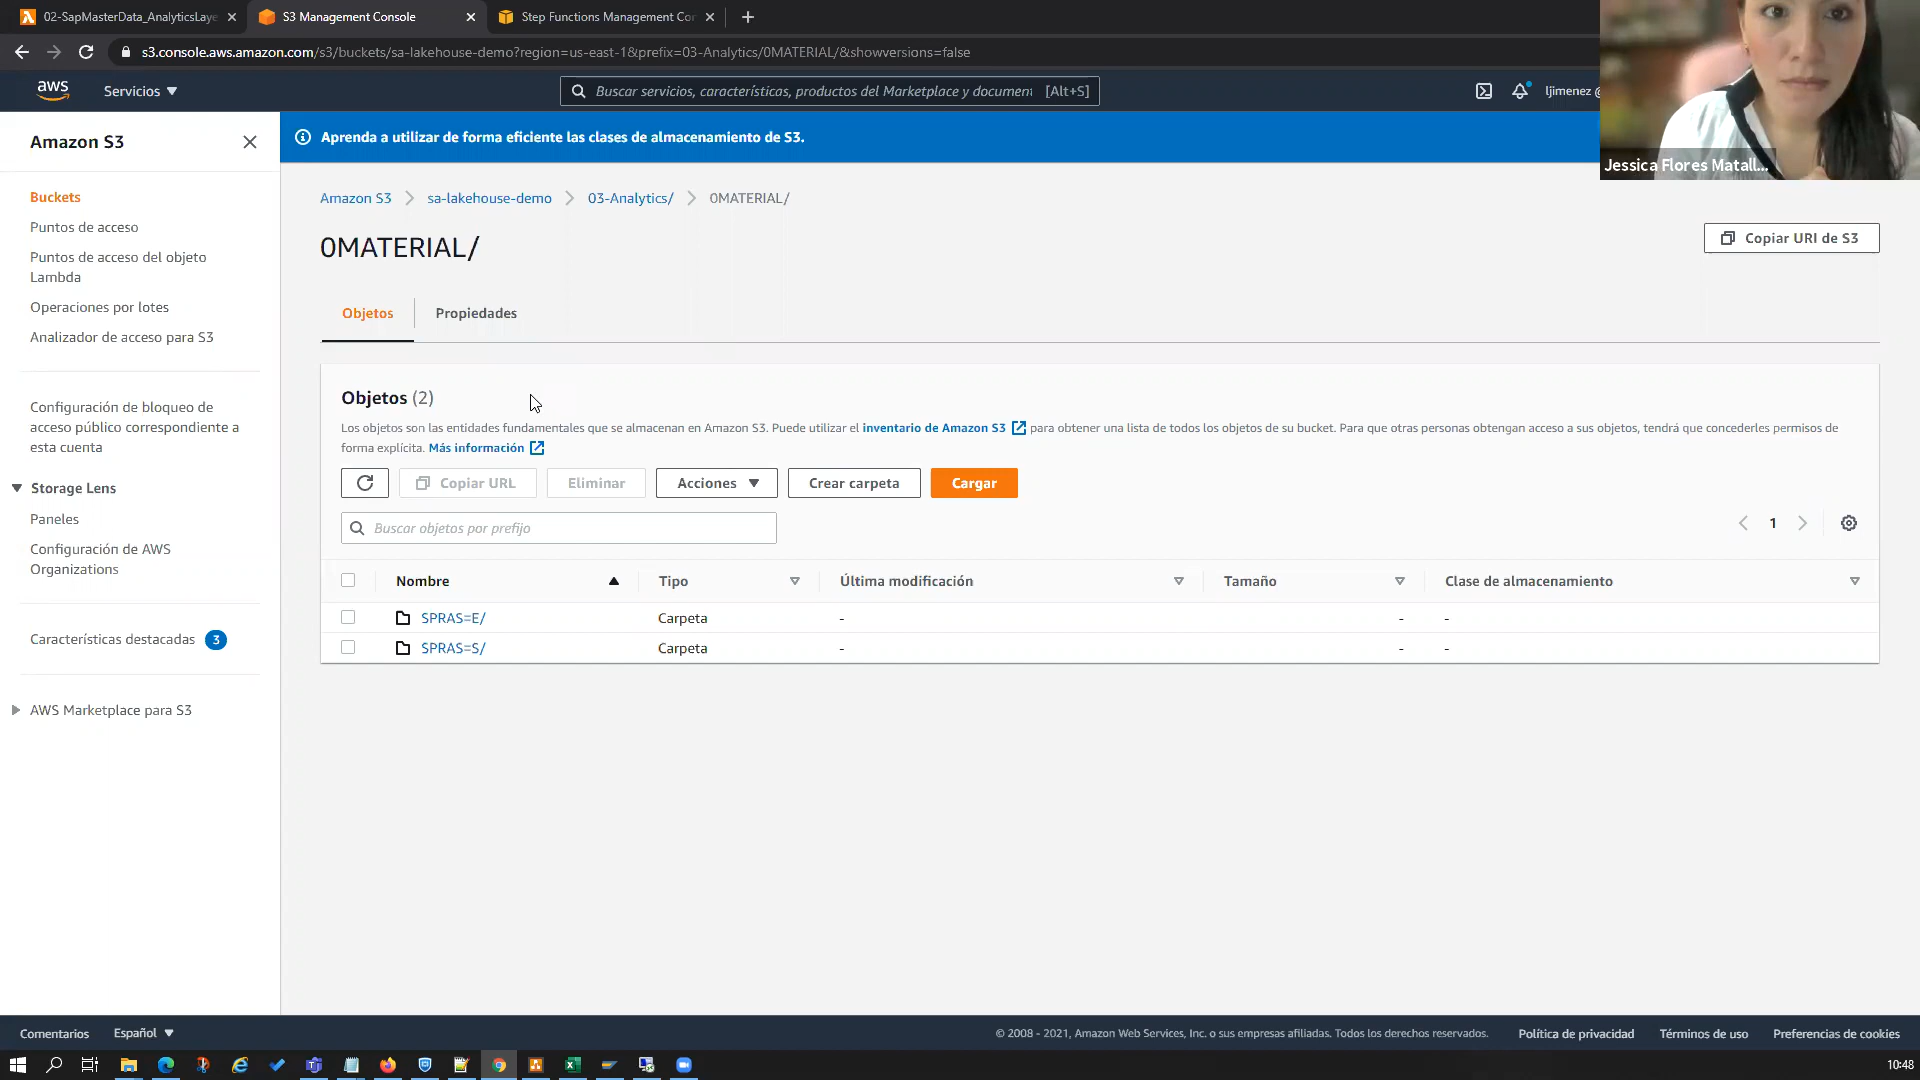 02-SapMasterData_AnalyticsLaye
S3 Management Console
Step Functions Management Cor
s3.console.aws.amazon.com/s3/buckets/sa-lakehouse-demo?region=us-east-1&prefix=03-Analytics/0MATERIAL/&showversions=false
aws
Servicios
Buscar servicios, características, productos del Marketplace y document
[Alt+S]
ljimenez @
Jessica Flores Matall...
Amazon S3
Buckets
Puntos de acceso
Puntos de acceso del objeto
Lambda
Operaciones por lotes
Analizador de acceso para S3
Configuración de bloqueo de
acceso público correspondiente a
esta cuenta
Storage Lens
Paneles
Configuración de AWS
Organizations
Características destacadas 3
AWS Marketplace para S3
Aprenda a utilizar de forma eficiente las clases de almacenamiento de S3.
Amazon S3 > sa-lakehouse-demo > 03-Analytics/ > 0MATERIAL/
0MATERIAL/
Copiar URI de S3
Objetos
Propiedades
Objetos (2)
Los objetos son las entidades fundamentales que se almacenan en Amazon S3. Puede utilizar el inventario de Amazon S3 para obtener una lista de todos los objetos de su bucket. Para que otras personas obtengan acceso a sus objetos, tendrá que concederles permisos de
forma explícita. Más información
Copiar URL
Eliminar
Acciones
Crear carpeta
Cargar
Buscar objetos por prefijo
1
Nombre Tipo Última modificación Tamaño Clase de almacenamiento
SPRAS=E/ Carpeta - - -
SPRAS=S/ Carpeta - - -
Comentarios
Español
© 2008 - 2021, Amazon Web Services, Inc. o sus empresas afiliadas. Todos los derechos reservados.
Política de privacidad
Términos de uso
Preferencias de cookies
10:48